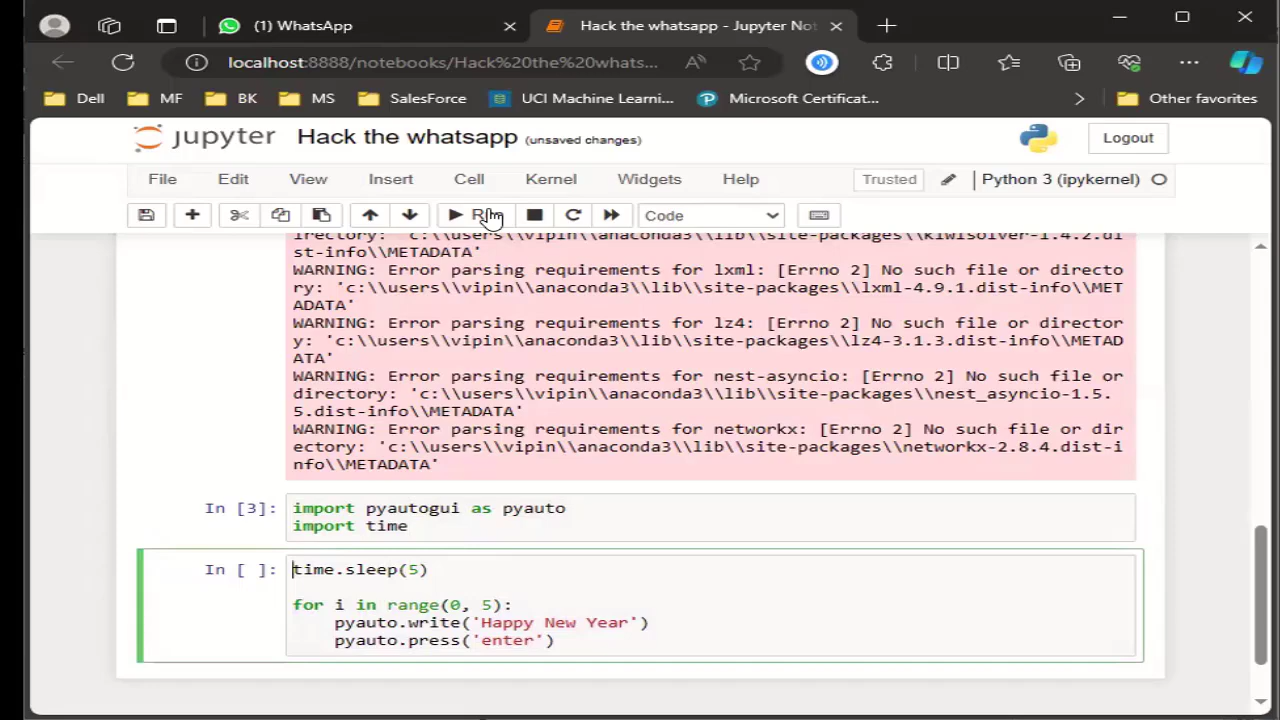 (1) WhatsApp
Hack the whatsapp - Jupyter No
localhost:8888/notebooks/Hack%20the%20whats...
Dell
MF
BK
MS
SalesForce
UCI Machine Learni...
Microsoft Certificat...
Other favorites
jupyter
Hack the whatsapp (unsaved changes)
Logout
File Edit View Insert Cell Kernel Widgets Help
Trusted
Python 3 (ipykernel)
Code
irectory: 'c:\\users\\vipin\\anaconda3\\lib\\site-packages\\kiwisolver-1.4.2.di
st-info\\METADATA'
WARNING: Error parsing requirements for lxml: [Errno 2] No such file or directo
ry: 'c:\\users\\vipin\\anaconda3\\lib\\site-packages\\lxml-4.9.1.dist-info\\MET
ADATA'
WARNING: Error parsing requirements for lz4: [Errno 2] No such file or director
y: 'c:\\users\\vipin\\anaconda3\\lib\\site-packages\\lz4-3.1.3.dist-info\\METAD
ATA'
WARNING: Error parsing requirements for nest-asyncio: [Errno 2] No such file or
directory: 'c:\\users\\vipin\\anaconda3\\lib\\site-packages\\nest_asyncio-1.5.
5.dist-info\\METADATA'
WARNING: Error parsing requirements for networkx: [Errno 2] No such file or dir
ectory: 'c:\\users\\vipin\\anaconda3\\lib\\site-packages\\networkx-2.8.4.dist-i
nfo\\METADATA'
In [3]: import pyautogui as pyauto
import time
In [ ]: time.sleep(5)
for i in range(0, 5):
pyauto.write('Happy New Year')
pyauto.press('enter')